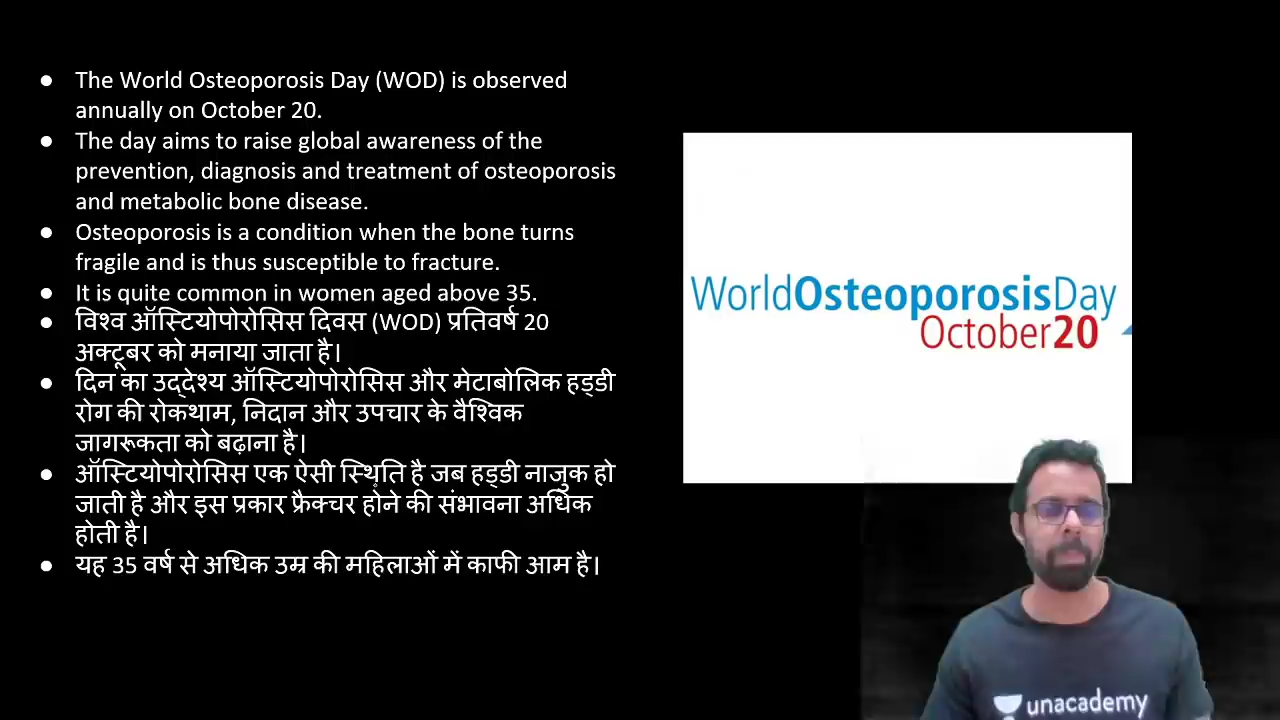 ● The World Osteoporosis Day (WOD) is observed
annually on October 20.
● The day aims to raise global awareness of the
prevention, diagnosis and treatment of osteoporosis
and metabolic bone disease.
● Osteoporosis is a condition when the bone turns
fragile and is thus susceptible to fracture.
● It is quite common in women aged above 35.
● विश्व ऑस्टियोपोरोसिस दिवस (WOD) प्रतिवर्ष 20
अक्टूबर को मनाया जाता है।
● दिन का उद्देश्य ऑस्टियोपोरोसिस और मेटाबोलिक हड्डी
रोग की रोकथाम, निदान और उपचार के वैश्विक
जागरूकता को बढ़ाना है।
● ऑस्टियोपोरोसिस एक ऐसी स्थिति है जब हड्डी नाजुक हो
जाती है और इस प्रकार फ्रैक्चर होने की संभावना अधिक
होती है।
● यह 35 वर्ष से अधिक उम्र की महिलाओं में काफी आम है।
WorldOsteoporosisDay
October20
unacademy